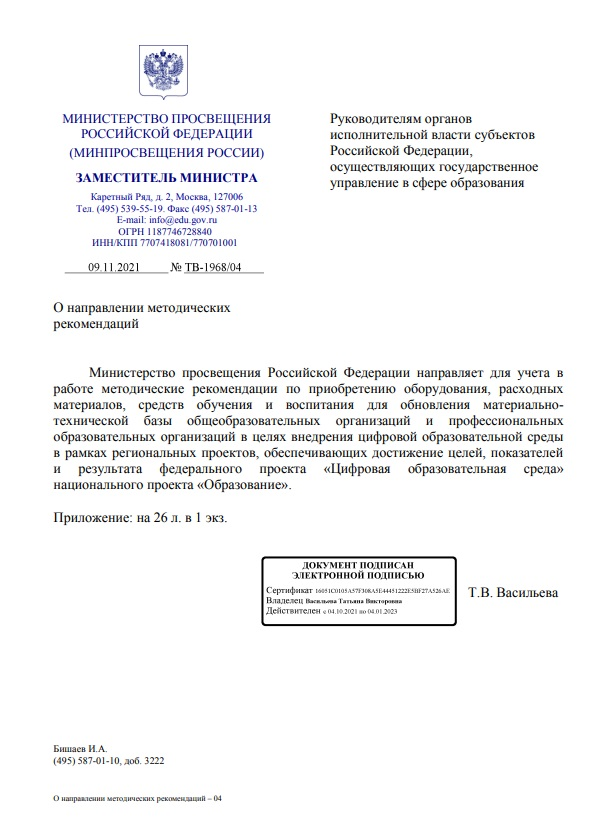 МИНИСТЕРСТВО ПРОСВЕЩЕНИЯ
РОССИЙСКОЙ ФЕДЕРАЦИИ
(МИНПРОСВЕЩЕНИЯ РОССИИ)
ЗАМЕСТИТЕЛЬ МИНИСТРА
Каретный Ряд, д. 2, Москва, 127006
Тел. (495) 539-55-19. Факс (495) 587-01-13
E-mail: info@edu.gov.ru
ОГРН 1187746728840
ИНН/КПП 7707418081/770701001
09.11.2021 № ТВ-1968/04
Руководителям органов
исполнительной власти субъектов
Российской Федерации,
осуществляющих государственное
управление в сфере образования
О направлении методических
рекомендаций
Министерство просвещения Российской Федерации направляет для учета в
работе методические рекомендации по приобретению оборудования, расходных
материалов, средств обучения и воспитания для обновления материально-
технической базы общеобразовательных организаций и профессиональных
образовательных организаций в целях внедрения цифровой образовательной среды
в рамках региональных проектов, обеспечивающих достижение целей, показателей
и результата федерального проекта «Цифровая образовательная среда»
национального проекта «Образование».
Приложение: на 26 л. в 1 экз.
ДОКУМЕНТ ПОДПИСАН
ЭЛЕКТРОННОЙ ПОДПИСЬЮ
Сертификат 16051C0105A57F308A5E44451222E5BF27A526AE
Владелец Васильева Татьяна Викторовна
Действителен с 04.10.2021 по 04.01.2023
Т.В. Васильева
Бишаев И.А.
(495) 587-01-10, доб. 3222
О направлении методических рекомендаций – 04